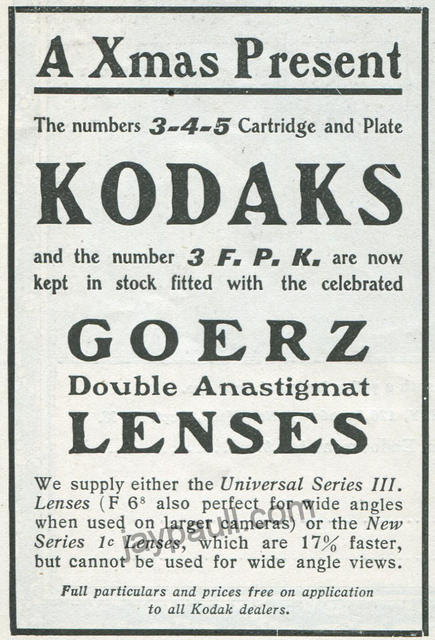 A Xmas Present
The numbers 3-4-5 Cartridge and Plate
KODAKS
and the number 3 F. P. K. are now
kept in stock fitted with the celebrated
GOERZ
Double Anastigmat
LENSES
We supply either the Universal Series III.
Lenses (F 6⁸ also perfect for wide angles
when used on larger cameras) or the New
Series 1c Lenses, which are 17% faster,
but cannot be used for wide angle views.
jaypaull.com
Full particulars and prices free on application
to all Kodak dealers.